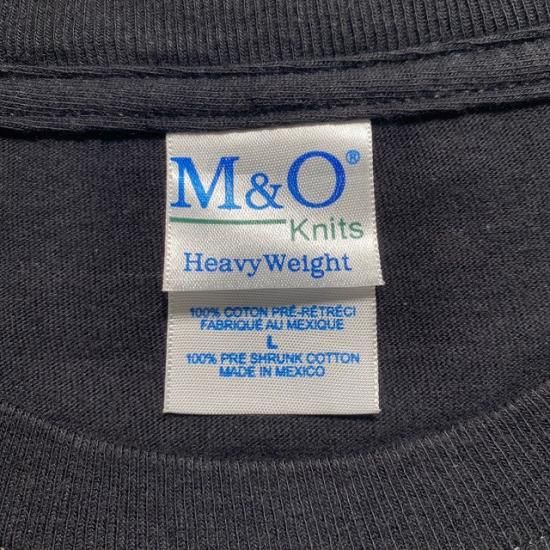 M&O®
Knits
HeavyWeight
100% COTON PRÉ-RÉTRÉCI
FABRIQUÉ AU MEXIQUE
L
100% PRE SHRUNK COTTON
MADE IN MEXICO